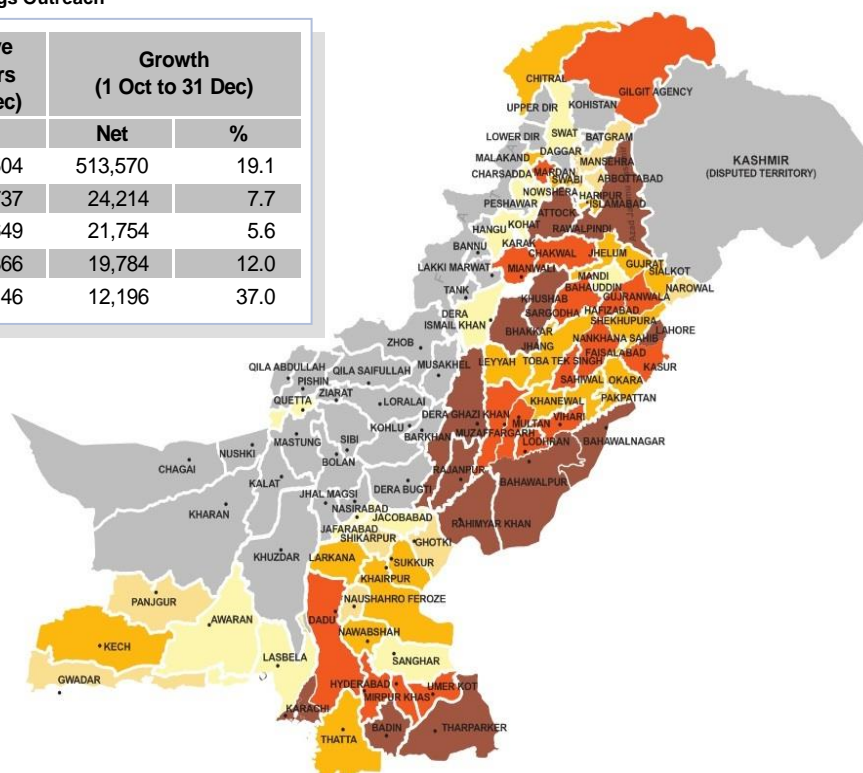 gs Outreach
Growth
(1 Oct to 31 Dec)
Net %
513,570 19.1
24,214 7.7
21,754 5.6
19,784 12.0
12,196 37.0
CHITRAL
GILGIT AGENCY
UPPER DIR
KOHISTAN
LOWER DIR
SWAT
BATGRAM
DAGGAR
MALAKAND
MANSEHRA
KASHMIR
(DISPUTED TERRITORY)
CHARSADDA
MARDAN
SWABI
ABBOTTABAD
NOWSHERA
HARIPUR
PESHAWAR
ISLAMABAD
ATTOCK
HANGU
KOHAT
RAWALPINDI
BANNU
KARAK
CHAKWAL
JHELUM
LAKKI MARWAT
MIANWALI
GUJRAT
SIALKOT
TANK
MANDI
BAHAUDDIN
NAROWAL
KHUSHAB
GUJRANWALA
DERA
ISMAIL KHAN
SARGODHA
HAFIZABAD
SHEKHUPURA
BHAKKAR
LAHORE
NANKHANA SAHIB
ZHOB
JHANG
FAISALABAD
QILA ABDULLAH
QILA SAIFULLAH
MUSAKHEL
LEYYAH
TOBA TEK SINGH
KASUR
PISHIN
ZIARAT
SAHIWAL
OKARA
QUETTA
LORALAI
KHANEWAL
PAKPATTAN
DERA GHAZI KHAN
MULTAN
VIHARI
KOHLU
BARKHAN
MUZAFFARGARH
MASTUNG
SIBI
LODHRAN
BAHAWALNAGAR
NUSHKI
BOLAN
CHAGAI
RAJANPUR
KALAT
BAHAWALPUR
JHAL MAGSI
DERA BUGTI
KHARAN
NASIRABAD
JACOBABAD
RAHIMYAR KHAN
JAFARABAD
SHIKARPUR
GHOTKI
KHUZDAR
LARKANA
SUKKUR
KHAIRPUR
PANJGUR
NAUSHAHRO FEROZE
AWARAN
DADU
NAWABSHAH
KECH
LASBELA
SANGHAR
GWADAR
HYDERABAD
UMER KOT
MIRPUR KHAS
KARACHI
BADIN
THARPARKER
THATTA